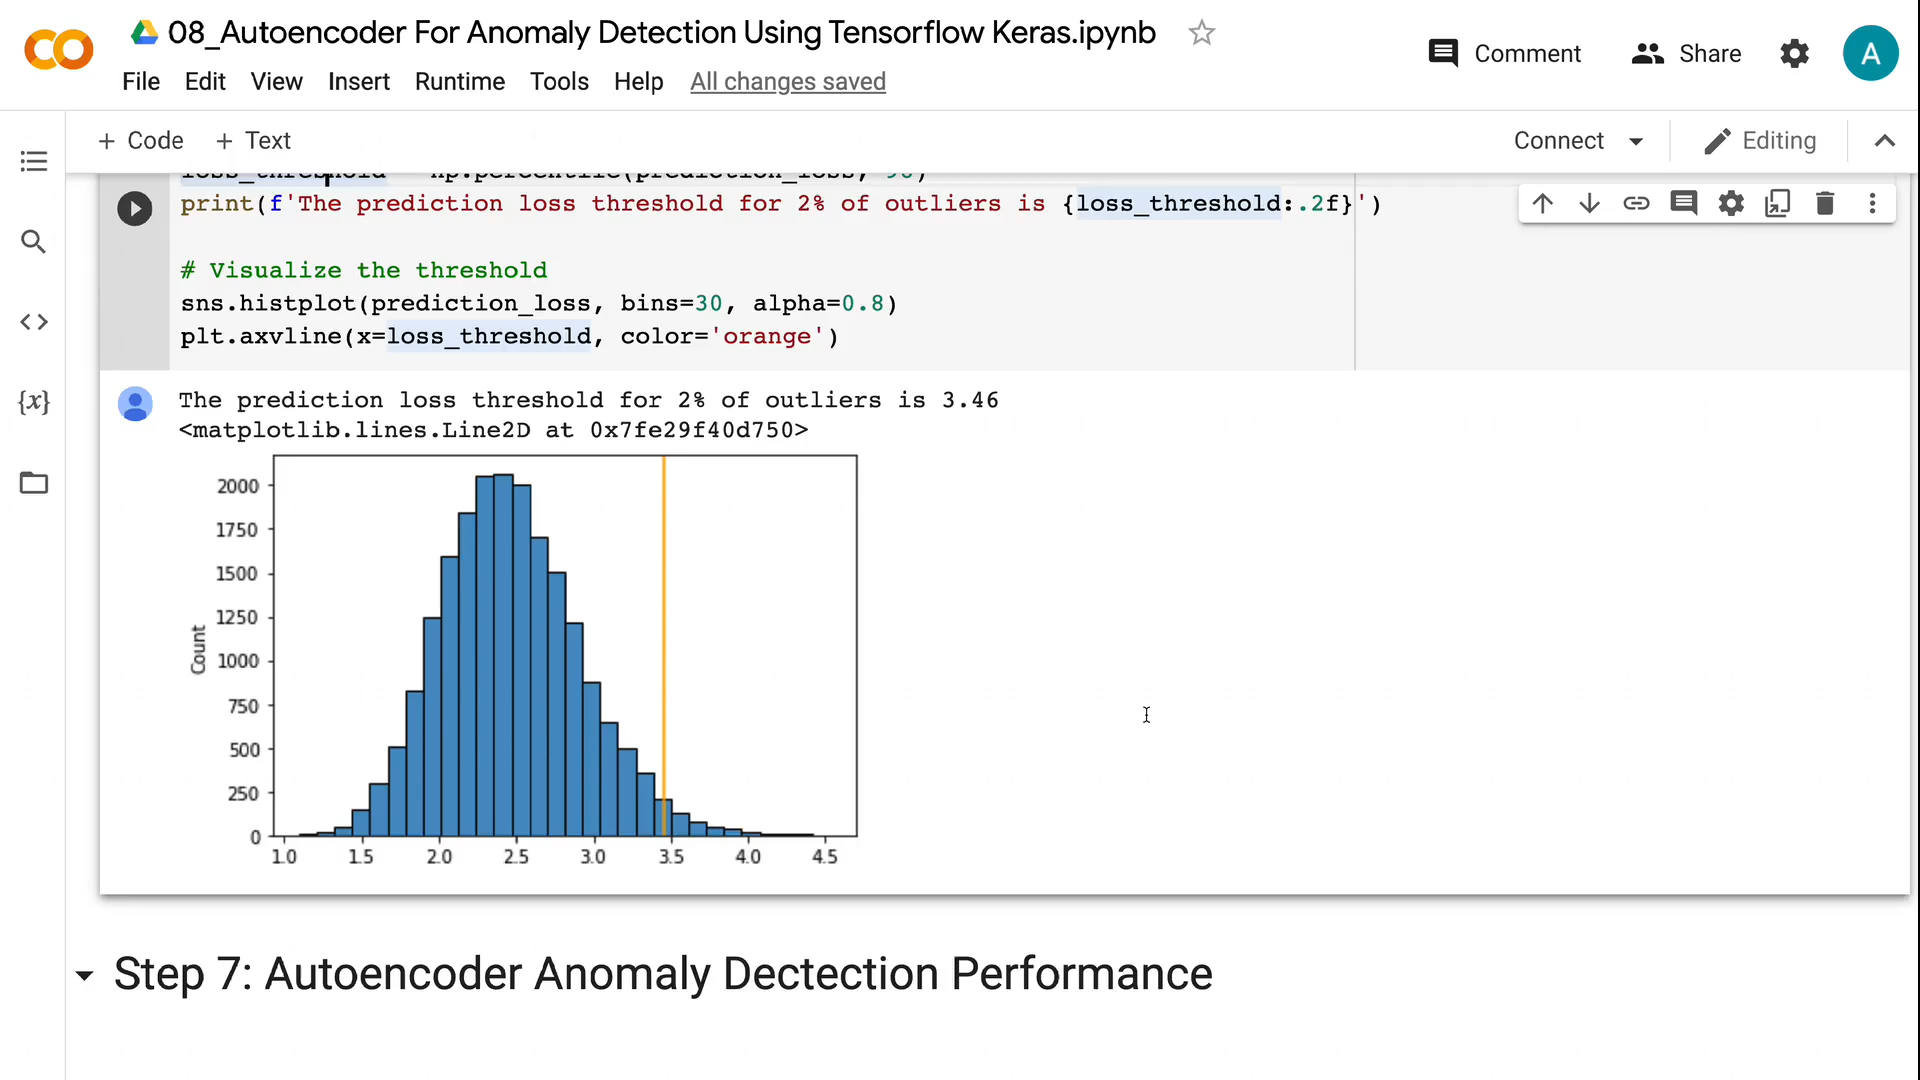 08_Autoencoder For Anomaly Detection Using Tensorflow Keras.ipynb
File Edit View Insert Runtime Tools Help All changes saved
Comment
Share
A
+ Code + Text
Connect
Editing
loss_threshold = np.percentile(prediction_loss, 98)
print(f'The prediction loss threshold for 2% of outliers is {loss_threshold:.2f}')
# Visualize the threshold
sns.histplot(prediction_loss, bins=30, alpha=0.8)
plt.axvline(x=loss_threshold, color='orange')
{x}
The prediction loss threshold for 2% of outliers is 3.46
<matplotlib.lines.Line2D at 0x7fe29f40d750>
2000
1750
1500
1250
1000
750
500
250
0
Count
1.0 1.5 2.0 2.5 3.0 3.5 4.0 4.5
Step 7: Autoencoder Anomaly Dectection Performance